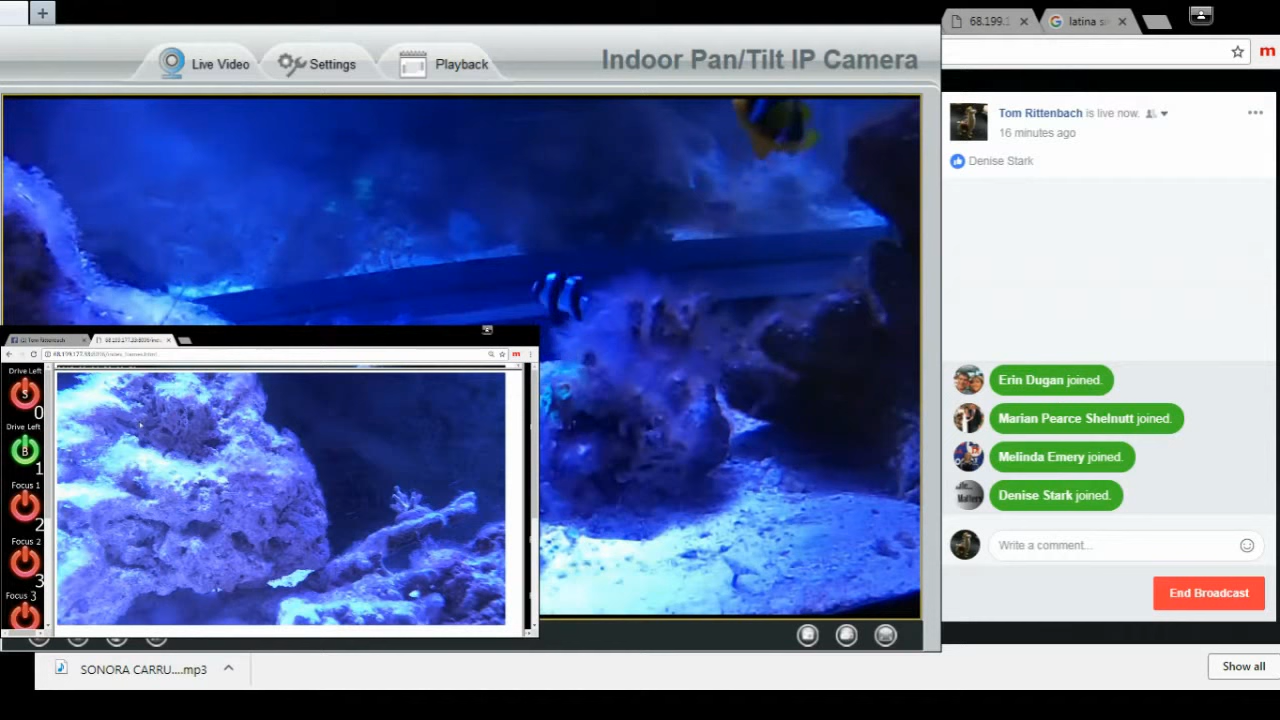 68.199.1
latina s
Live Video
Settings
Playback
Indoor Pan/Tilt IP Camera
m
Tom Rittenbach is live now.
16 minutes ago
Denise Stark
Erin Dugan joined.
Marian Pearce Shelnutt joined.
Melinda Emery joined.
Denise Stark joined.
Write a comment...
End Broadcast
Tom Rittenbach
m
Drive Left
S
0
Drive Left
B
1
Focus 1
2
Focus 2
3
Focus 3
SONORA CARRU....mp3
Show all